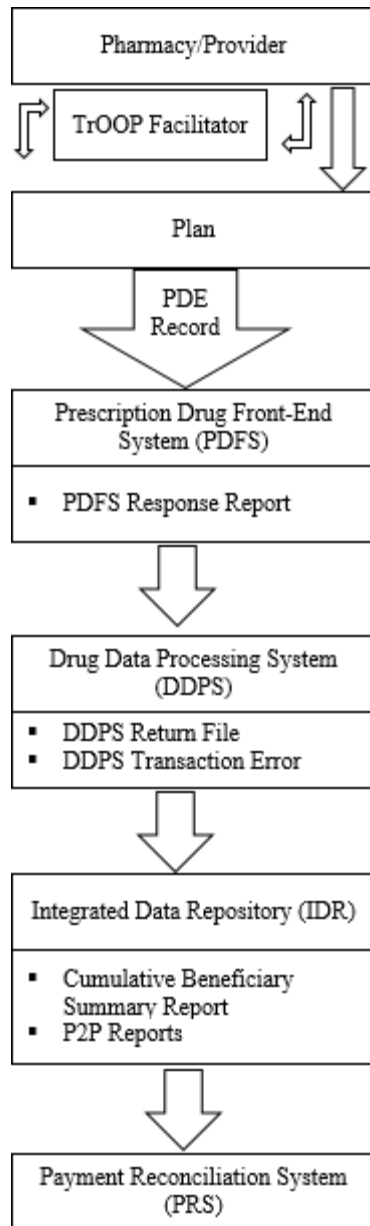 Pharmacy/Provider
TrOOP Facilitator
Plan
PDE
Record
Prescription Drug Front-End
System (PDFS)
▪ PDFS Response Report
Drug Data Processing System
(DDPS)
▪ DDPS Return File
▪ DDPS Transaction Error
Integrated Data Repository (IDR)
▪ Cumulative Beneficiary
Summary Report
▪ P2P Reports
Payment Reconciliation System
(PRS)